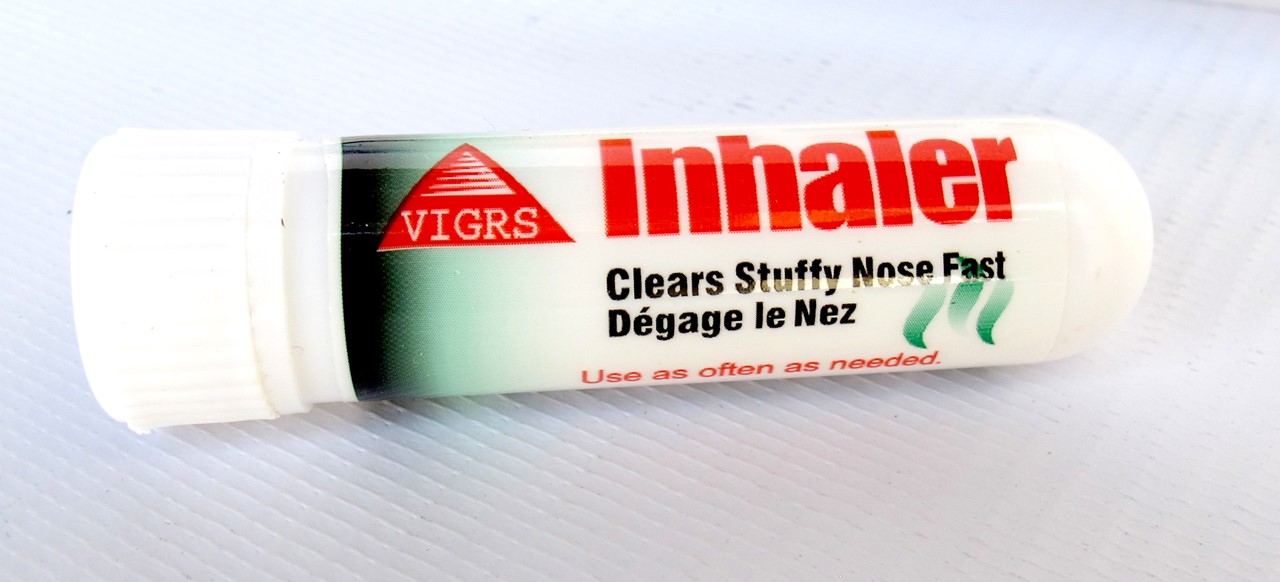 VIGRS
Inhaler
Clears Stuffy Nose Fast
Dégage le Nez
Use as often as needed.